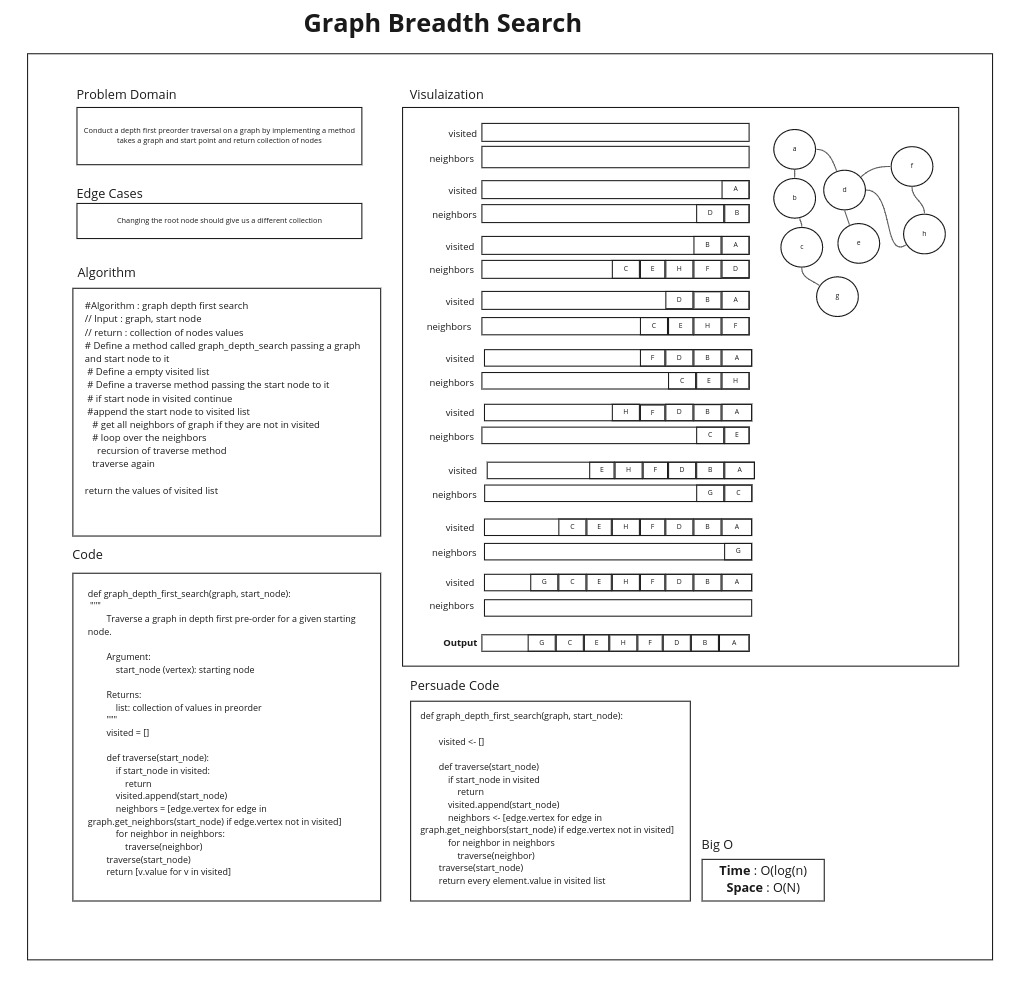 Graph Breadth Search
Problem Domain
Conduct a depth first preorder traversal on a graph by implementing a method
takes a graph and start point and return collection of nodes
Edge Cases
Changing the root node should give us a different collection
Algorithm
#Algorithm : graph depth first search
// Input : graph, start node
// return : collection of nodes values
# Define a method called graph_depth_search passing a graph
and start node to it
# Define a empty visited list
# Define a traverse method passing the start node to it
# if start node in visited continue
#append the start node to visited list
# get all neighbors of graph if they are not in visited
# loop over the neighbors
recursion of traverse method
traverse again
return the values of visited list
Code
def graph_depth_first_search(graph, start_node):
"""
Traverse a graph in depth first pre-order for a given starting
node.
Argument:
start_node (vertex): starting node
Returns:
list: collection of values in preorder
"""
visited = []
def traverse(start_node):
if start_node in visited:
return
visited.append(start_node)
neighbors = [edge.vertex for edge in
graph.get_neighbors(start_node) if edge.vertex not in visited]
for neighbor in neighbors:
traverse(neighbor)
traverse(start_node)
return [v.value for v in visited]
Visulaization
visited
neighbors
visited A
neighbors D B
visited B A
neighbors C E H F D
visited D B A
neighbors C E H F
visited F D B A
neighbors C E H
visited H F D B A
neighbors C E
visited E H F D B A
neighbors G C
visited C E H F D B A
neighbors G
visited G C E H F D B A
neighbors
Output G C E H F D B A
a
f
d
b
h
e
c
g
Persuade Code
def graph_depth_first_search(graph, start_node):
visited <- []
def traverse(start_node)
if start_node in visited
return
visited.append(start_node)
neighbors <- [edge.vertex for edge in
graph.get_neighbors(start_node) if edge.vertex not in visited]
for neighbor in neighbors
traverse(neighbor)
traverse(start_node)
return every element.value in visited list
Big O
Time : O(log(n)
Space : O(N)